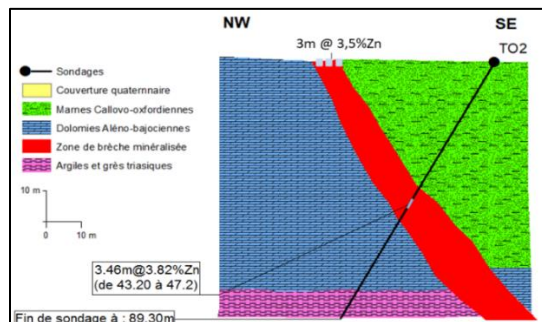 NW
SE
3m @ 3,5%Zn
TO2
Sondages
Couverture quaternnaire
Marnes Callovo-oxfordiennes
Dolomies Aléno-bajociennes
Zone de brèche minéralisée
Argiles et grès triasiques
10 m
10 m
3.46m@3.82%Zn
(de 43.20 à 47.2)
Fin de sondage à : 89.30m